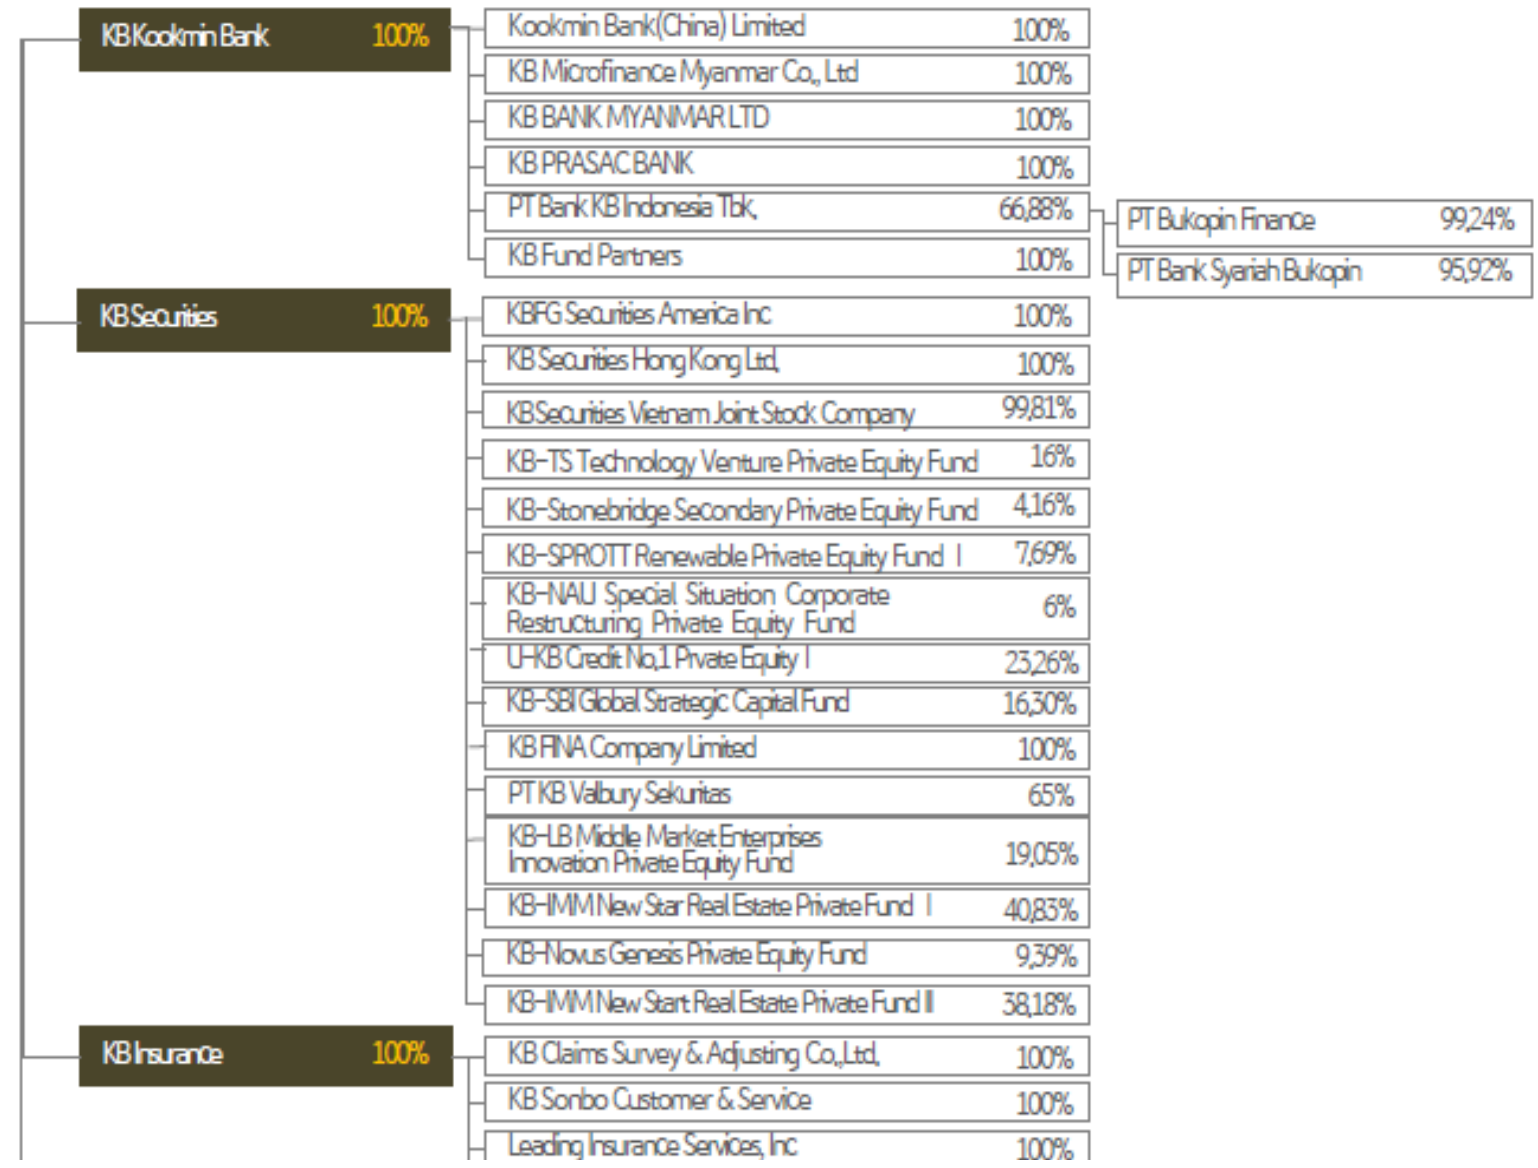 KB Kookmin Bank 100%
Kookmin Bank(China) Limited 100%
KB Microfinance Myanmar Co., Ltd 100%
KB BANK MYANMAR LTD 100%
KB PRASAC BANK 100%
PT Bank KB Indonesia Tbk. 66.88%
PT Bukopin Finance 99.24%
PT Bank Syariah Bukopin 95.92%
KB Fund Partners 100%
KB Securities 100%
KBFG Securities America Inc 100%
KB Securities Hong Kong Ltd. 100%
KB Securities Vietnam Joint Stock Company 99.81%
KB-TS Technology Venture Private Equity Fund 16%
KB-Stonebridge Secondary Private Equity Fund 4.16%
KB-SPROTT Renewable Private Equity Fund I 7.69%
KB-NAU Special Situation Corporate
Restructuring Private Equity Fund 6%
U-KB Credit No.1 Prvate Equity I 23.26%
KB-SBI Global Strategic Capital Fund 16.30%
KB FINA Company Limited 100%
PT KB Valbury Sekuritas 65%
KB-LB Middle Market Enterprises
Innovation Private Equity Fund 19.05%
KB-IMM New Star Real Estate Private Fund I 40.83%
KB-Novus Genesis Private Equity Fund 9.39%
KB-IMM New Start Real Estate Private Fund II 38.18%
KB Insurance 100%
KB Claims Survey & Adjusting Co.,Ltd. 100%
KB Sonbo Customer & Service 100%
Leading Insurance Services, Inc 100%